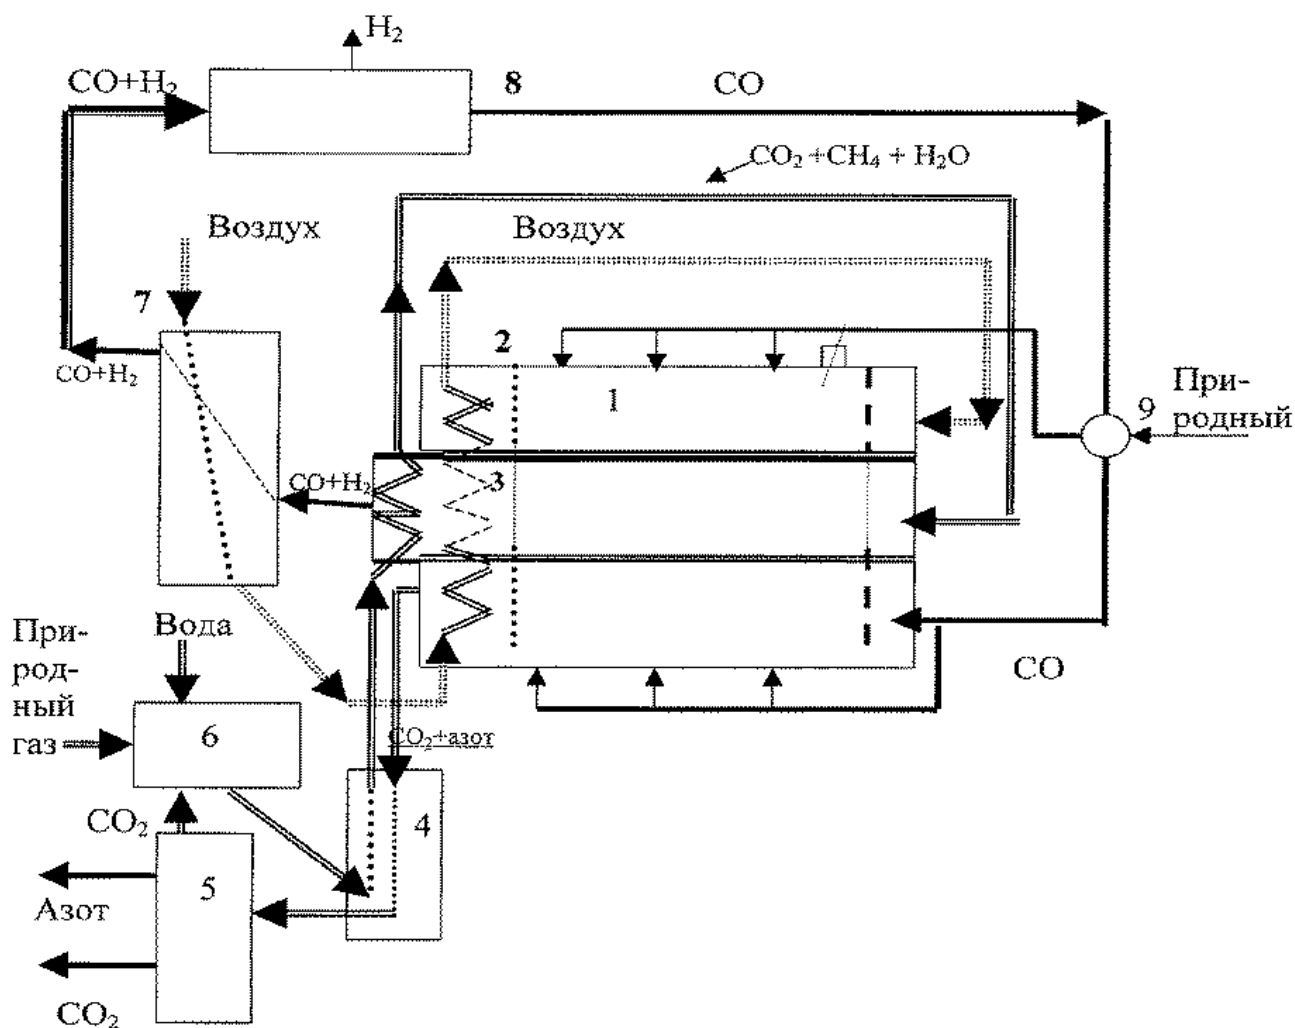 H₂
CO+H₂
8
CO
CO₂ +CH₄ + H₂O
Воздух
Воздух
7
2
CO+H₂
1
При-
родный
9
CO+H₂
3
Вода
При-
род-
ный
газ
6
CO
CO₂+азот
CO₂
4
5
Азот
CO₂